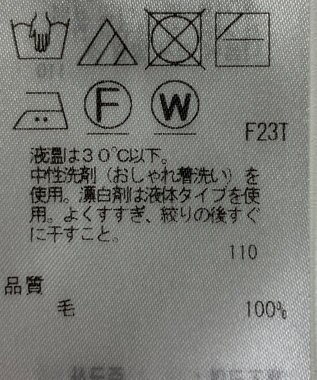 F W
F23T
液温は30℃以下。
中性洗剤（おしゃれ着洗い）を
使用。漂白剤は液体タイプを使
用。よくすすぎ、絞りの後すぐ
に干すこと。
110
品質
毛 100%